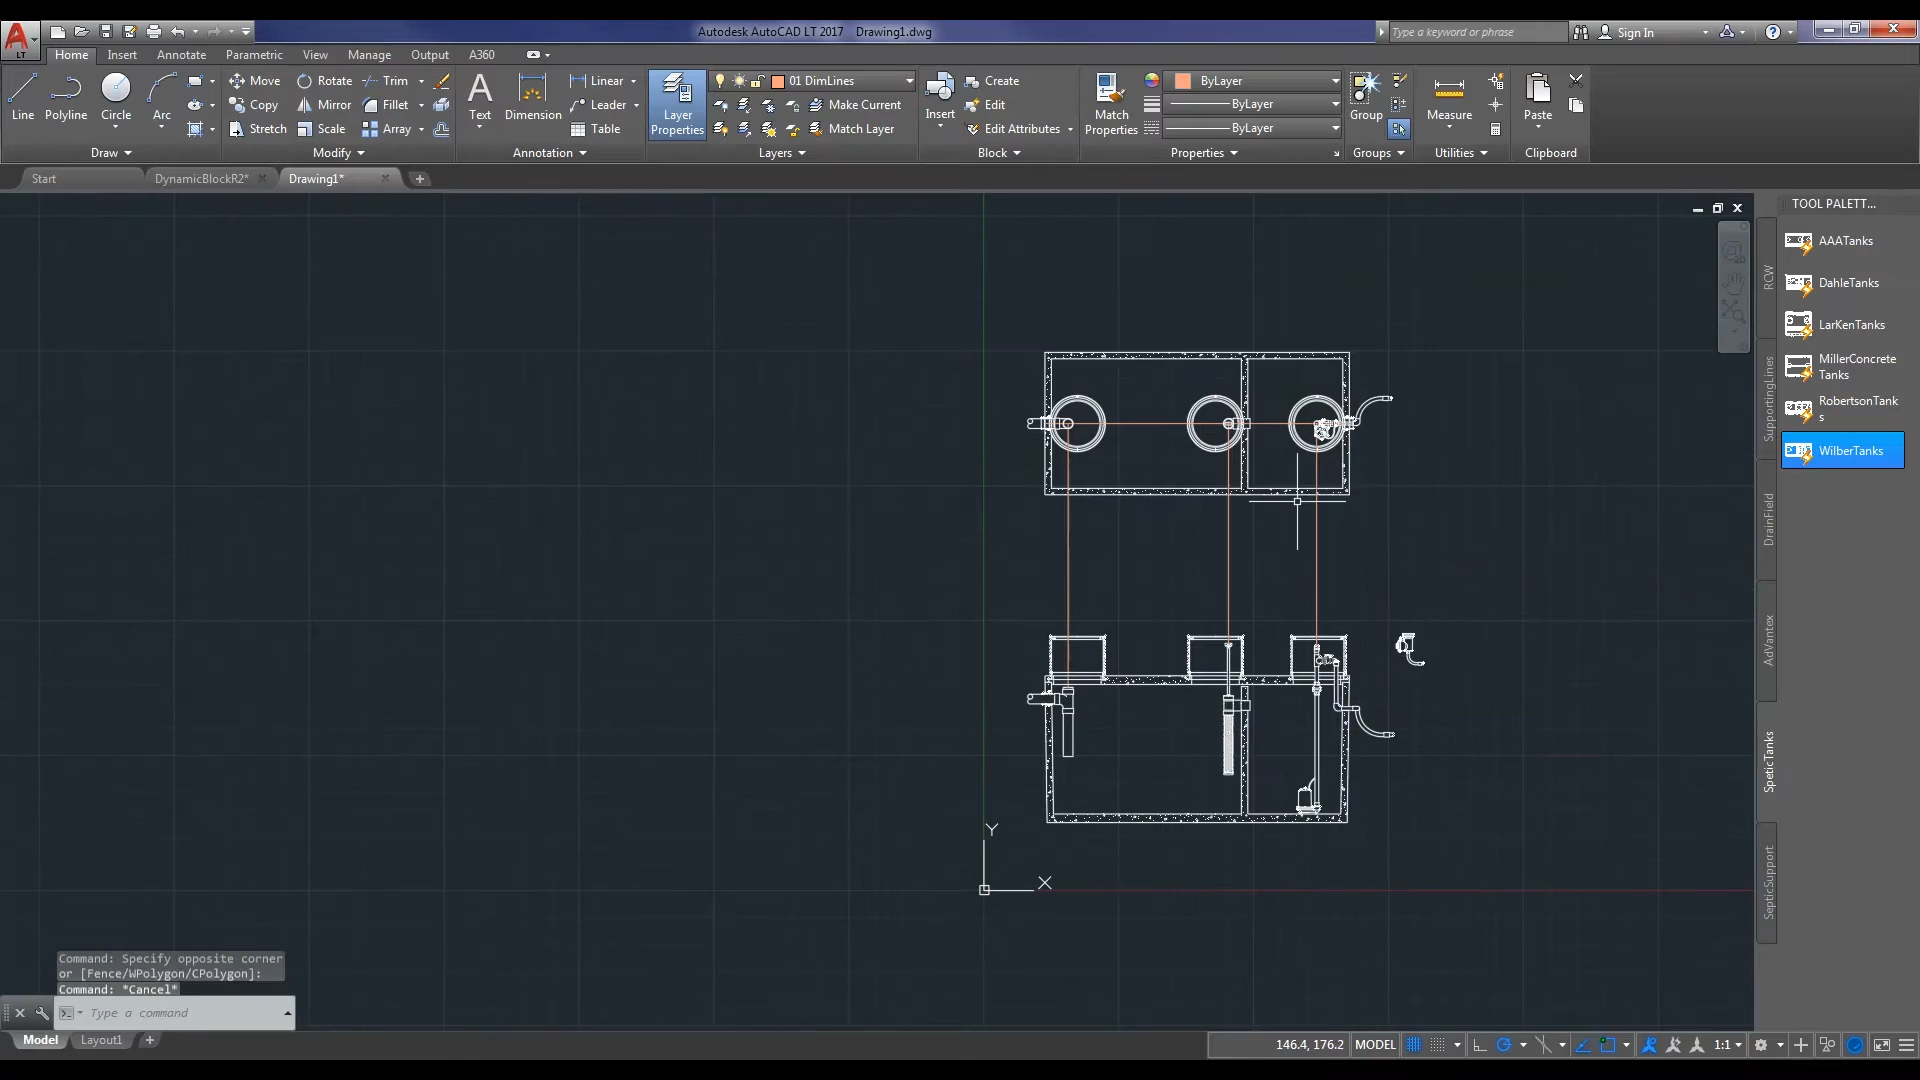 Autodesk AutoCAD LT 2017 Drawing1.dwg
Type a keyword or phrase
Sign In
LT
Home Insert Annotate Parametric View Manage Output A360
Line
Polyline
Circle
Arc
Draw
Move
Copy
Stretch
Rotate
Mirror
Scale
Trim
Fillet
Array
Modify
Text
Dimension
Linear
Leader
Table
Annotation
Layer
Properties
01 DimLines
Make Current
Match Layer
Layers
Insert
Create
Edit
Edit Attributes
Block
Match
Properties
ByLayer
ByLayer
ByLayer
Properties
Group
Groups
Measure
Utilities
Paste
Clipboard
Start
DynamicBlockR2*
Drawing1*
TOOL PALETT...
AAATanks
DahleTanks
LarKenTanks
MillerConcrete
Tanks
RobertsonTank
s
WilberTanks
RCW
SupportingLines
DrainField
AdVantex
SpeticTanks
SepticSupport
Y
X
Command: Specify opposite corner
or [Fence/WPolygon/CPolygon]:
Command: *Cancel*
Type a command
Model
Layout1
146.4, 176.2
MODEL
1:1